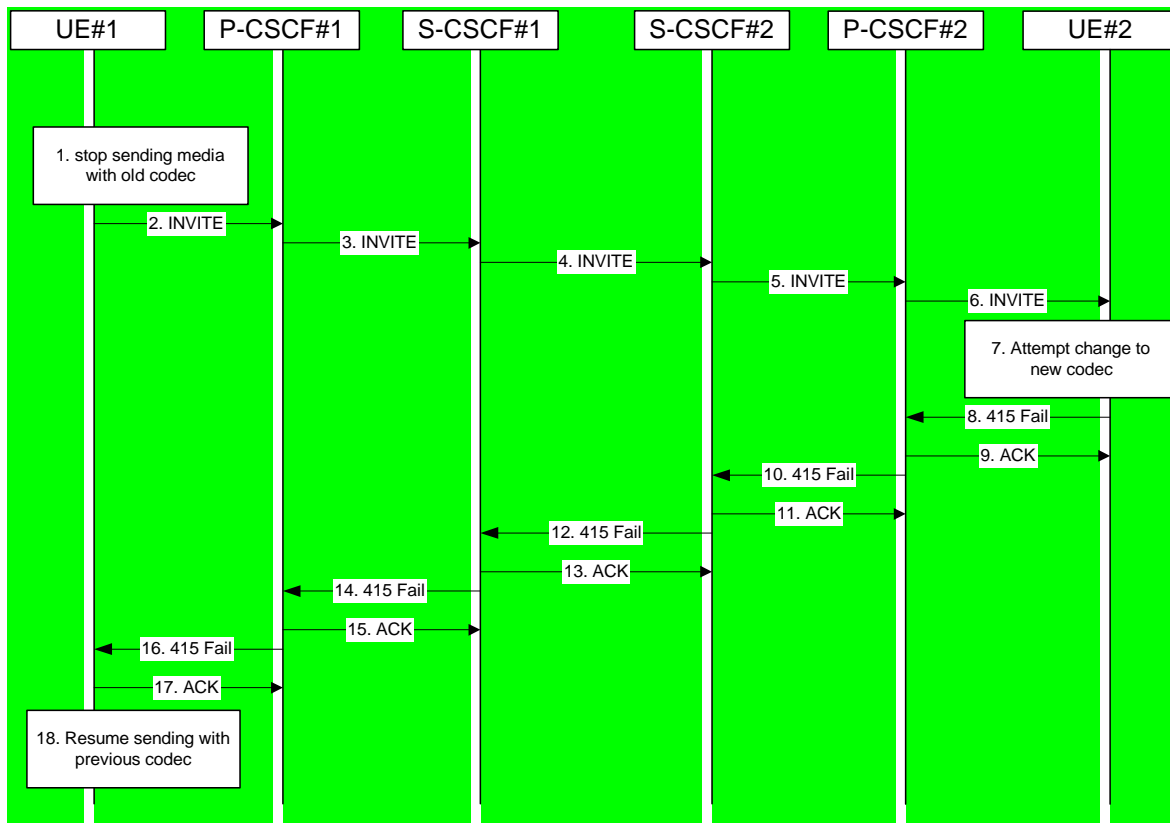 UE#1 P-CSCF#1 S-CSCF#1 S-CSCF#2 P-CSCF#2 UE#2
1. stop sending media
with old codec
2. INVITE
3. INVITE
4. INVITE
5. INVITE
6. INVITE
7. Attempt change to
new codec
8. 415 Fail
9. ACK
10. 415 Fail
11. ACK
12. 415 Fail
13. ACK
14. 415 Fail
15. ACK
16. 415 Fail
17. ACK
18. Resume sending with
previous codec